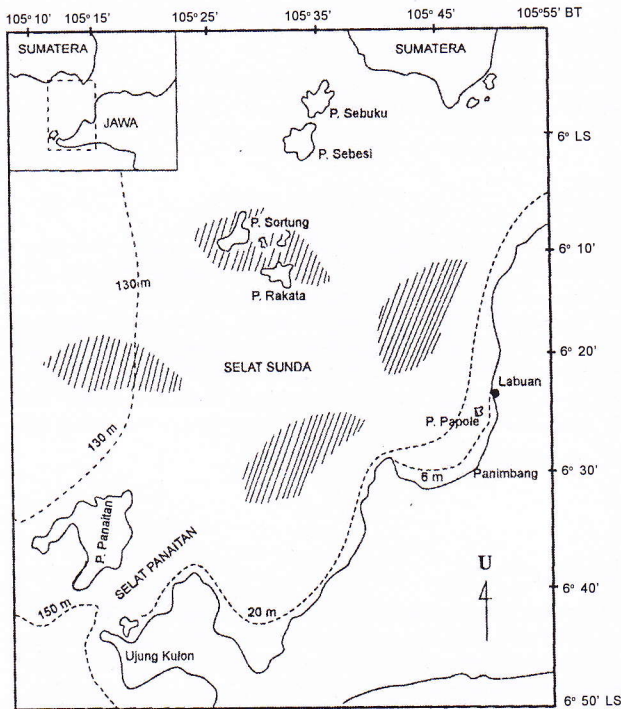 105° 10' 105° 15' 105° 25' 105° 35' 105° 45' 105° 55' BT
SUMATERA
SUMATERA
JAWA
P. Sebuku
6° LS
P. Sebesi
P. Sortung
6° 10'
130 m
P. Rakata
6° 20'
SELAT SUNDA
Labuan
P. Papole
130 m
6 m
Panimbang
6° 30'
P. Panaitan
SELAT PANAITAN
U
6° 40'
150 m
20 m
Ujung Kulon
6° 50' LS